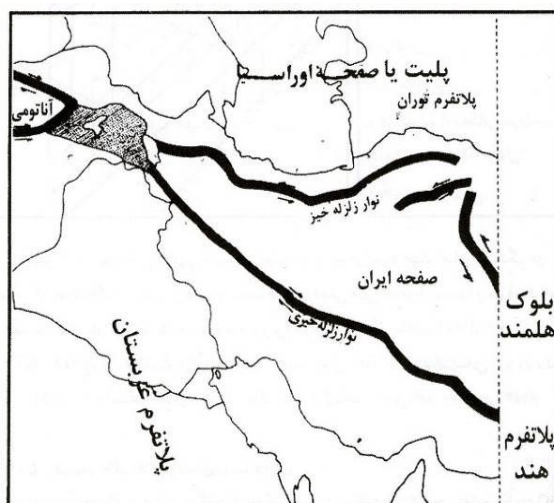 پلیت یا صفحه اوراسیا
پلاتفرم توران
آناتومی
نوار زلزله خیز
صفحه ایران
بلوک
هلمند
نوار زلزله خیزی
پلاتفرم عربستان
پلاتفرم
هند